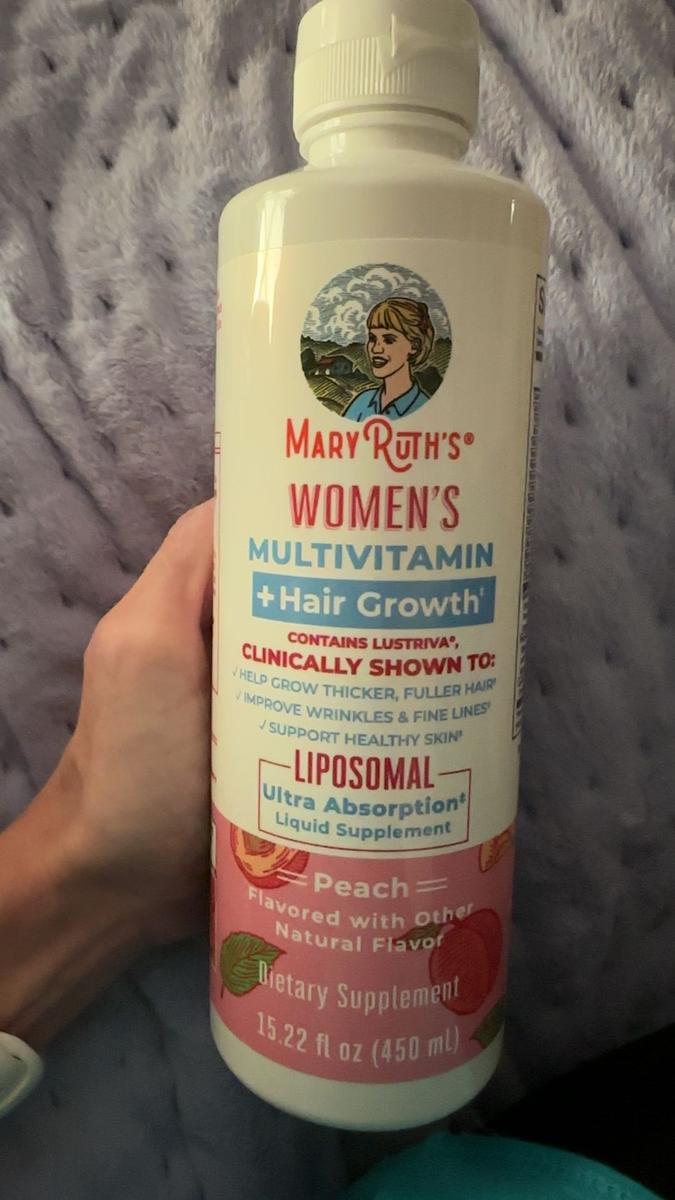 MARY RUTH'S®
WOMEN'S
MULTIVITAMIN
+Hair Growth†
CONTAINS LUSTRIVA®,
CLINICALLY SHOWN TO:
✓HELP GROW THICKER, FULLER HAIR†
✓IMPROVE WRINKLES & FINE LINES†
✓SUPPORT HEALTHY SKIN†
LIPOSOMAL
Ultra Absorption‡
Liquid Supplement
Peach
Flavored with Other
Natural Flavor
Dietary Supplement
15.22 fl oz (450 mL)